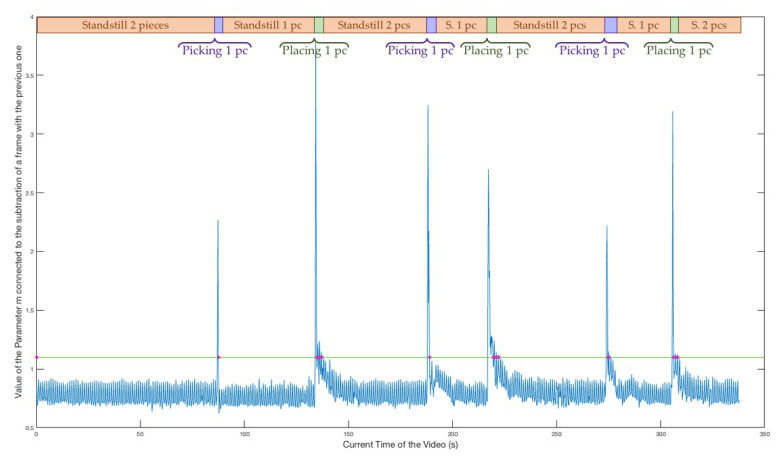 Standstill 2 pieces Standstill 1 pc Standstill 2 pcs S. 1 pc Standstill 2 pcs S. 1 pc S. 2 pcs
Picking 1 pc Placing 1 pc Picking 1 pc Placing 1 pc Picking 1 pc Placing 1 pc
Value of the Parameter m connected to the subtraction of a frame with the previous one
4
3.5
3
2.5
2
1.5
1
0.5
0 50 100 150 200 250 300 350
Current Time of the Video (s)